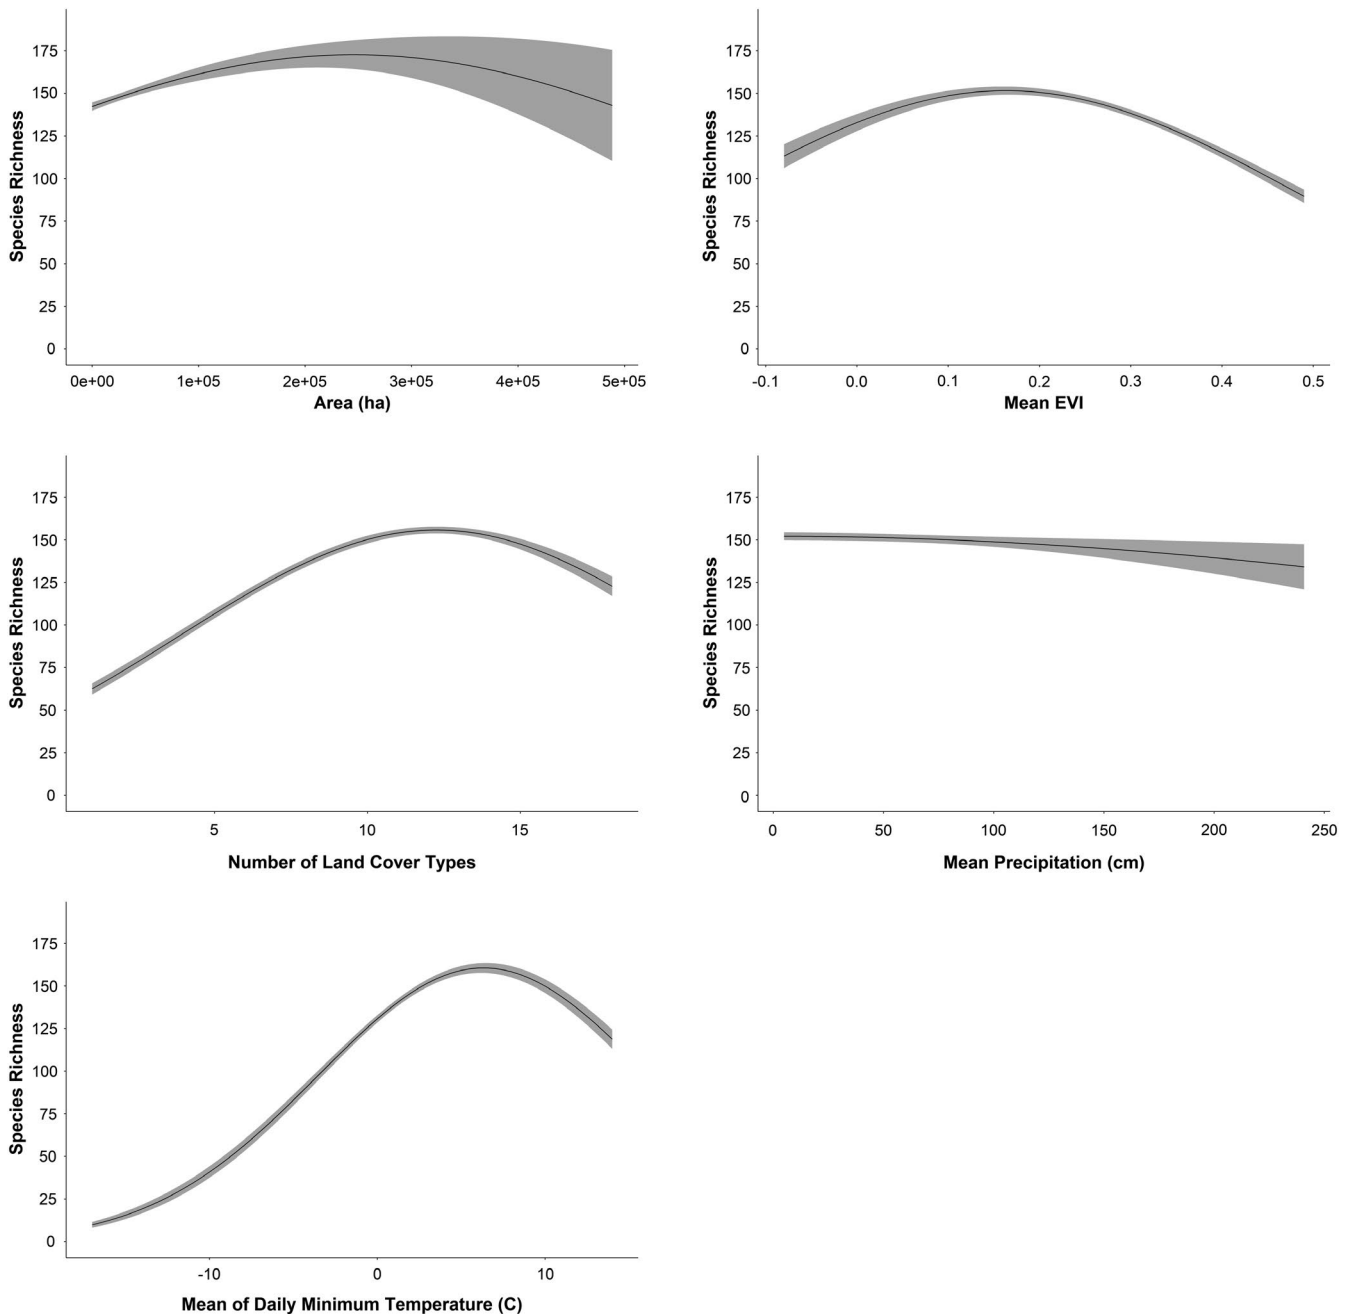 Species Richness
175
150
125
100
75
50
25
0
0e+00 1e+05 2e+05 3e+05 4e+05 5e+05
Area (ha)
Species Richness
175
150
125
100
75
50
25
0
-0.1 0.0 0.1 0.2 0.3 0.4 0.5
Mean EVI
Species Richness
175
150
125
100
75
50
25
0
5 10 15
Number of Land Cover Types
Species Richness
175
150
125
100
75
50
25
0
0 50 100 150 200 250
Mean Precipitation (cm)
Species Richness
175
150
125
100
75
50
25
0
-10 0 10
Mean of Daily Minimum Temperature (C)